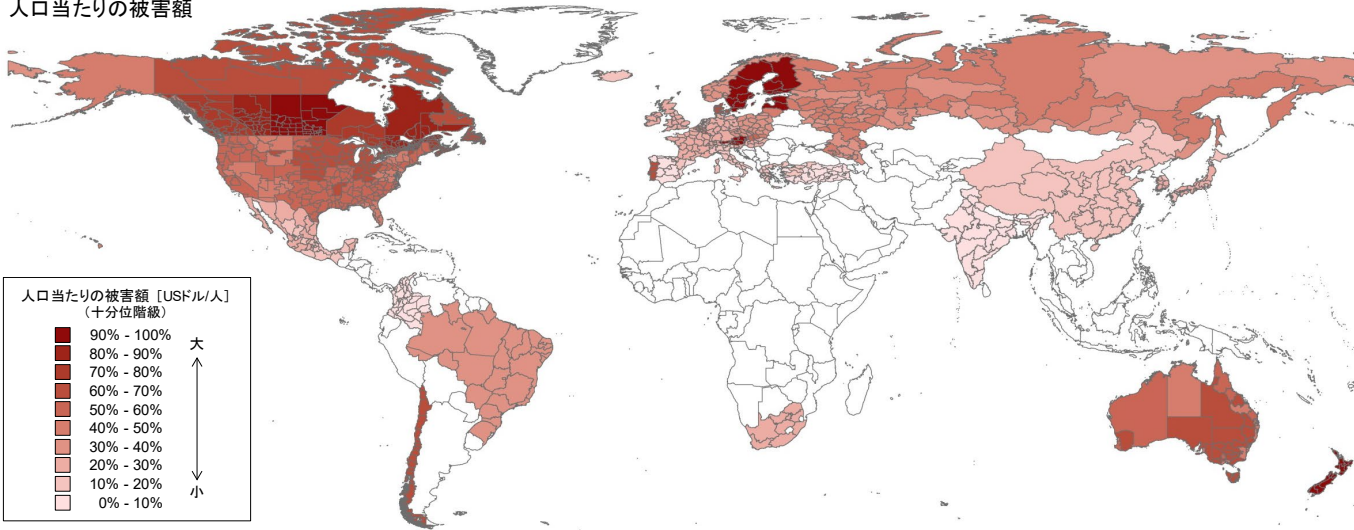 人口当たりの被害額
人口当たりの被害額 [USドル/人]
(十分位階級)
90% - 100%
大
80% - 90%
70% - 80%
60% - 70%
50% - 60%
40% - 50%
30% - 40%
20% - 30%
10% - 20%
小
0% - 10%